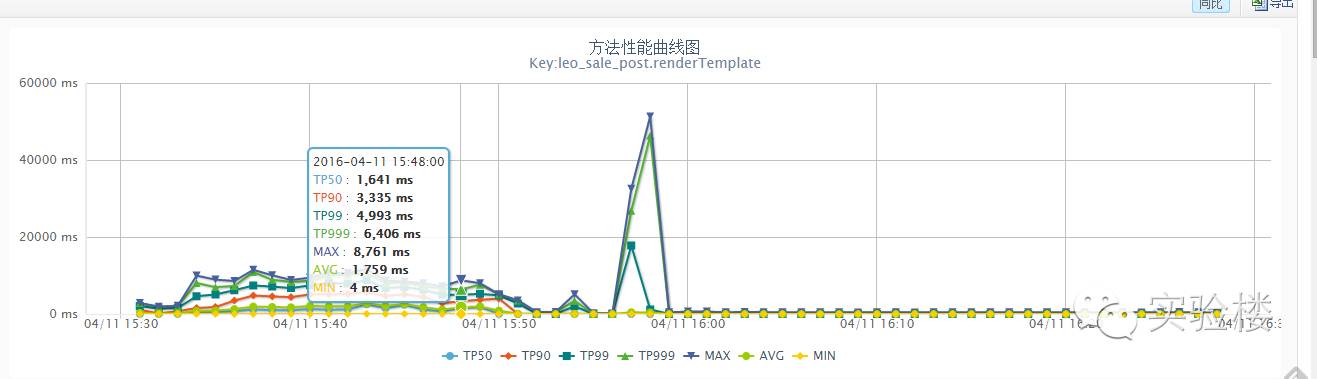 同比 导出
方法性能曲线图
Key:leo_sale_post.renderTemplate
60000 ms
40000 ms
20000 ms
0 ms
2016-04-11 15:48:00
TP50 : 1,641 ms
TP90 : 3,335 ms
TP99 : 4,993 ms
TP999 : 6,406 ms
MAX : 8,761 ms
AVG : 1,759 ms
MIN : 4 ms
04/11 15:30 04/11 15:40 04/11 15:50 04/11 16:00 04/11 16:10
实验楼
TP50 TP90 TP99 TP999 MAX AVG MIN